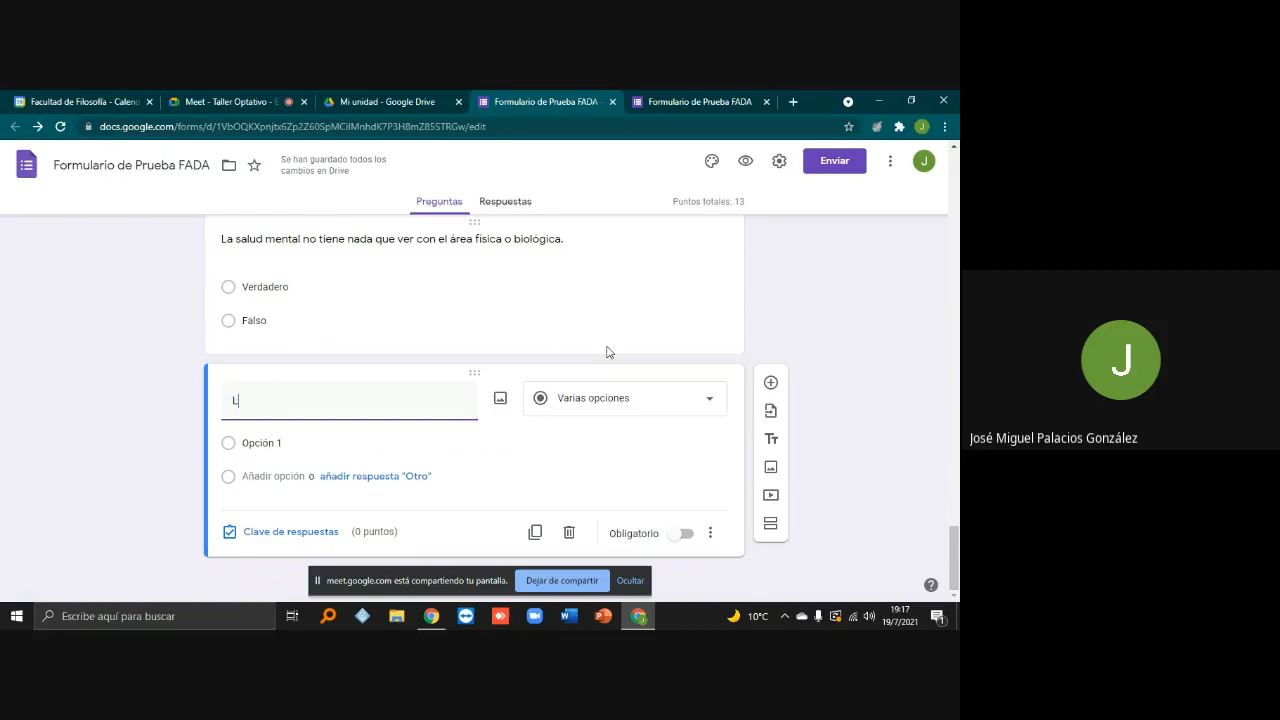 Facultad de Filosofía - Calend
Meet - Taller Optativo - E
Mi unidad - Google Drive
Formulario de Prueba FADA -
Formulario de Prueba FADA
docs.google.com/forms/d/1VbOQKXpnjtx6Zp2Z60SpMCiIMnhdK7P3H8mZ85STRGw/edit
J
Formulario de Prueba FADA
Se han guardado todos los
cambios en Drive
Enviar
J
Preguntas
Respuestas
Puntos totales: 13
La salud mental no tiene nada que ver con el área física o biológica.
Verdadero
Falso
L
Varias opciones
Opción 1
Añadir opción o añadir respuesta "Otro"
Clave de respuestas (0 puntos)
Obligatorio
Tт
meet.google.com está compartiendo tu pantalla.
Dejar de compartir
Ocultar
Escribe aquí para buscar
10°C
19:17
19/7/2021
1
J
José Miguel Palacios González